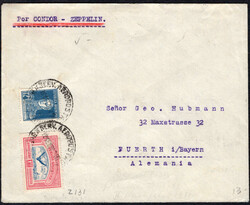 Por CONDOR - ZEPPELIN.
Señor Geo. Hubmann
32 Maxstrasse 32
FUERTH i/Bayern
Alemania